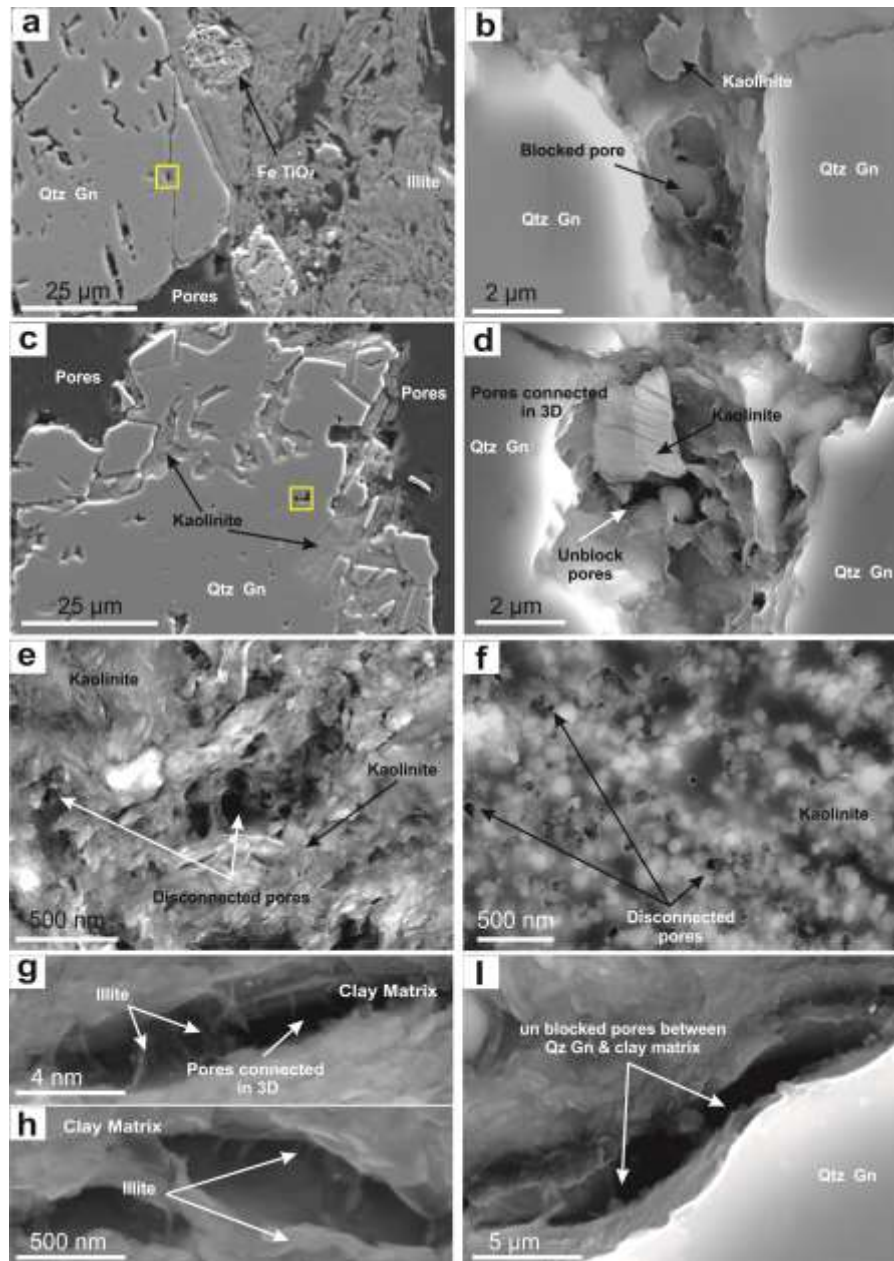 a
Qtz Gn
Fe TiO₂
Illite
25 µm
Pores
b
Kaolinite
Blocked pore
Qtz Gn
Qtz Gn
2 µm
c
Pores
Pores
Kaolinite
Qtz Gn
25 µm
d
Pores connected
in 3D
Kaolinite
Qtz Gn
Unblock
pores
Qtz Gn
2 µm
e
Kaolinite
Kaolinite
Disconnected pores
500 nm
f
Kaolinite
Disconnected
pores
500 nm
g
Illite
Clay Matrix
Pores connected
in 3D
4 nm
h
Clay Matrix
Illite
500 nm
I
un blocked pores between
Qz Gn & clay matrix
Qtz Gn
5 µm